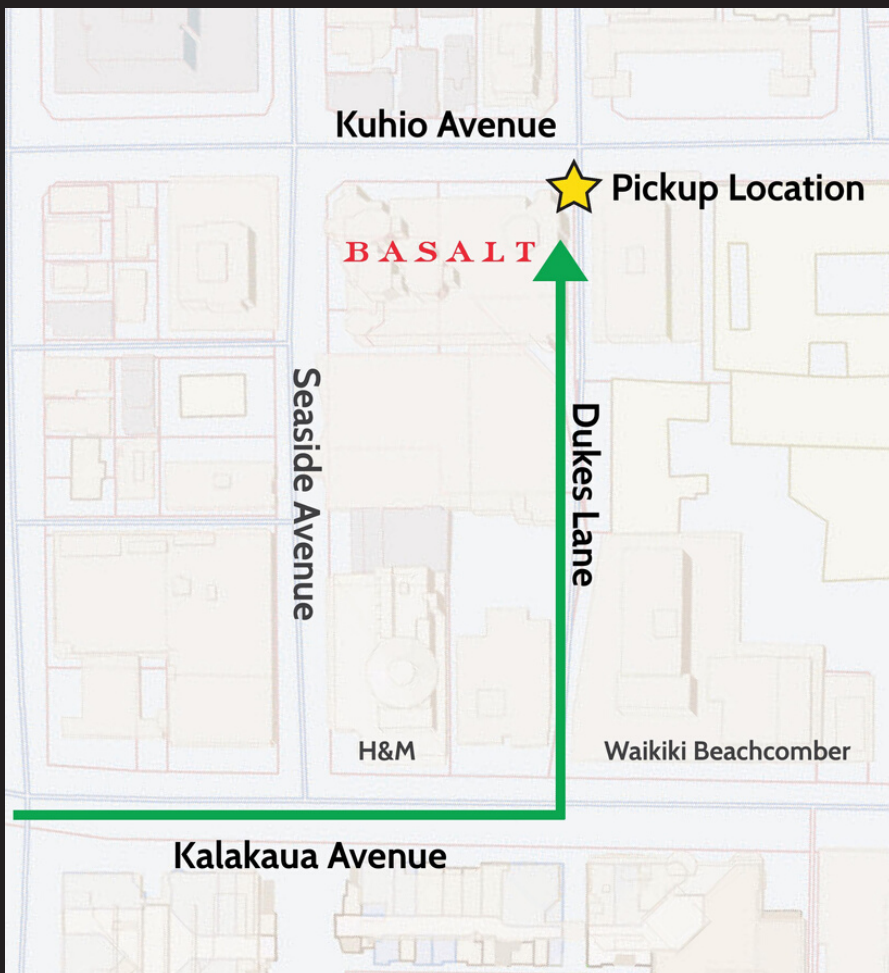 Kuhio Avenue
Pickup Location
BASALT
Seaside Avenue
Dukes Lane
H&M
Waikiki Beachcomber
Kalakaua Avenue